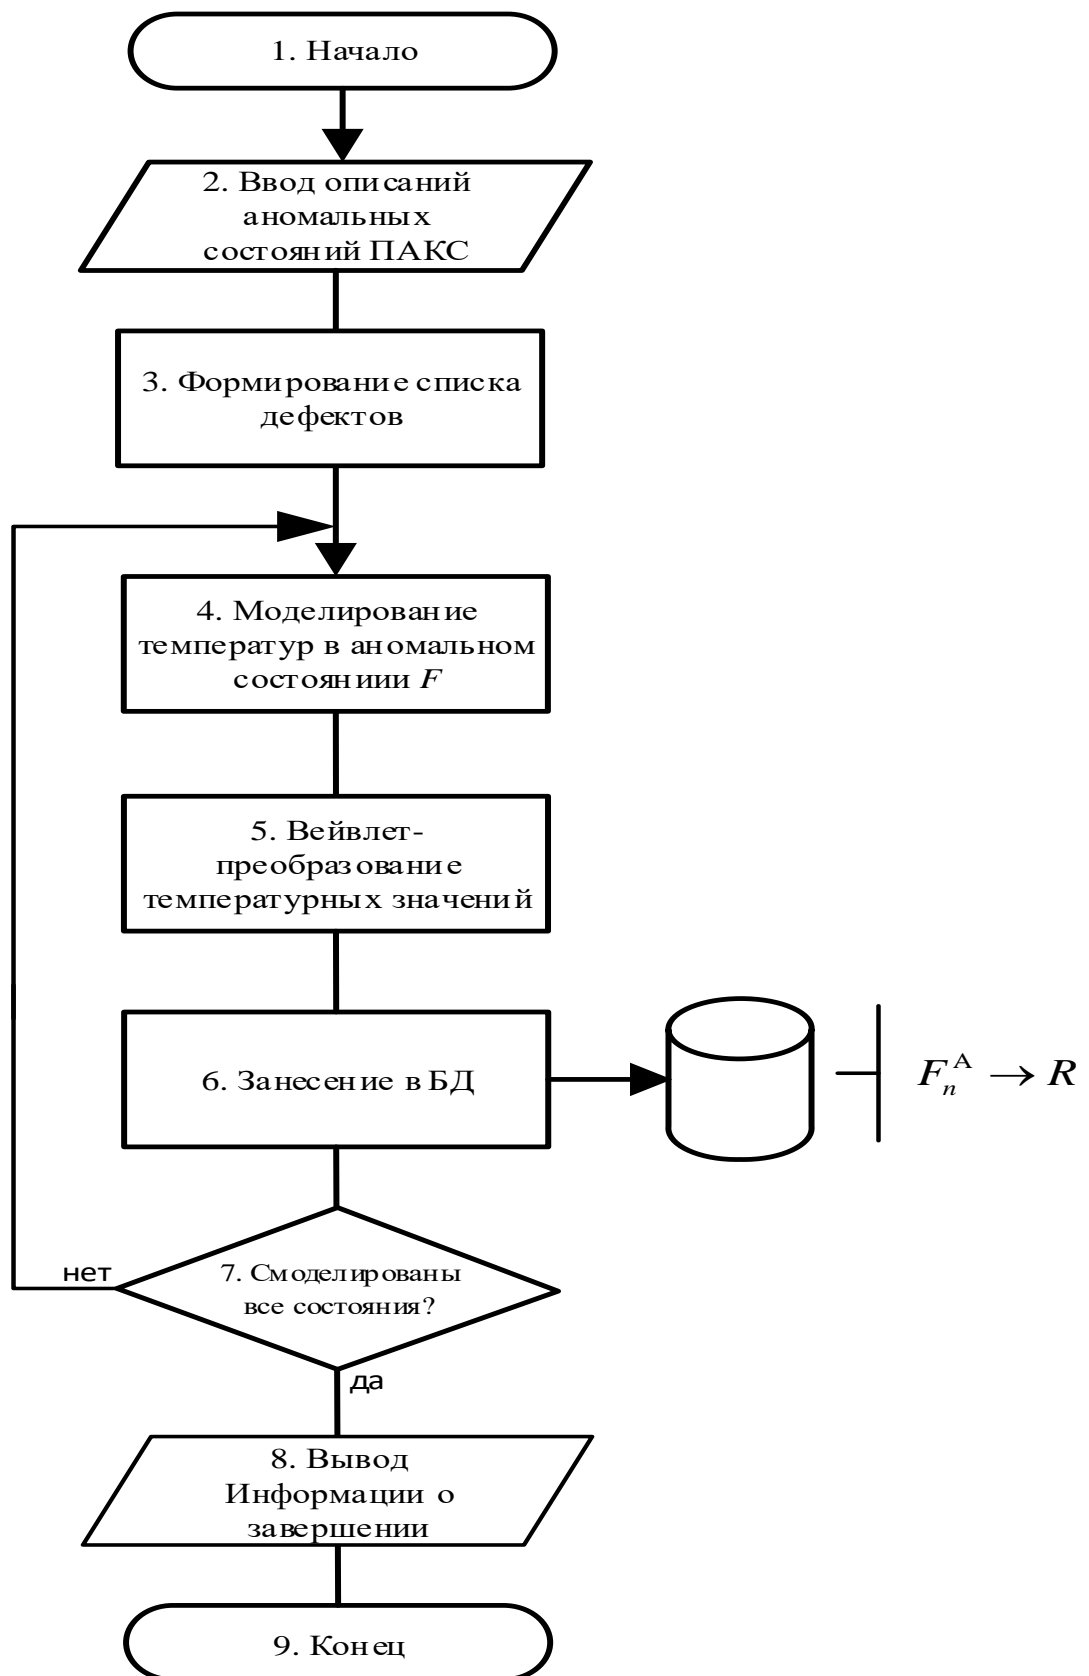 1. Начало
2. Ввод описаний
аномальных
состояний ПАКС
3. Формирование списка
дефектов
4. Моделирование
температур в аномальном
состояниии F
5. Вейвлет-
преобразование
температурных значений
6. Занесение в БД
F_n^А → R
нет
7. Смоделированы
все состояния?
да
8. Вывод
Информации о
завершении
9. Конец